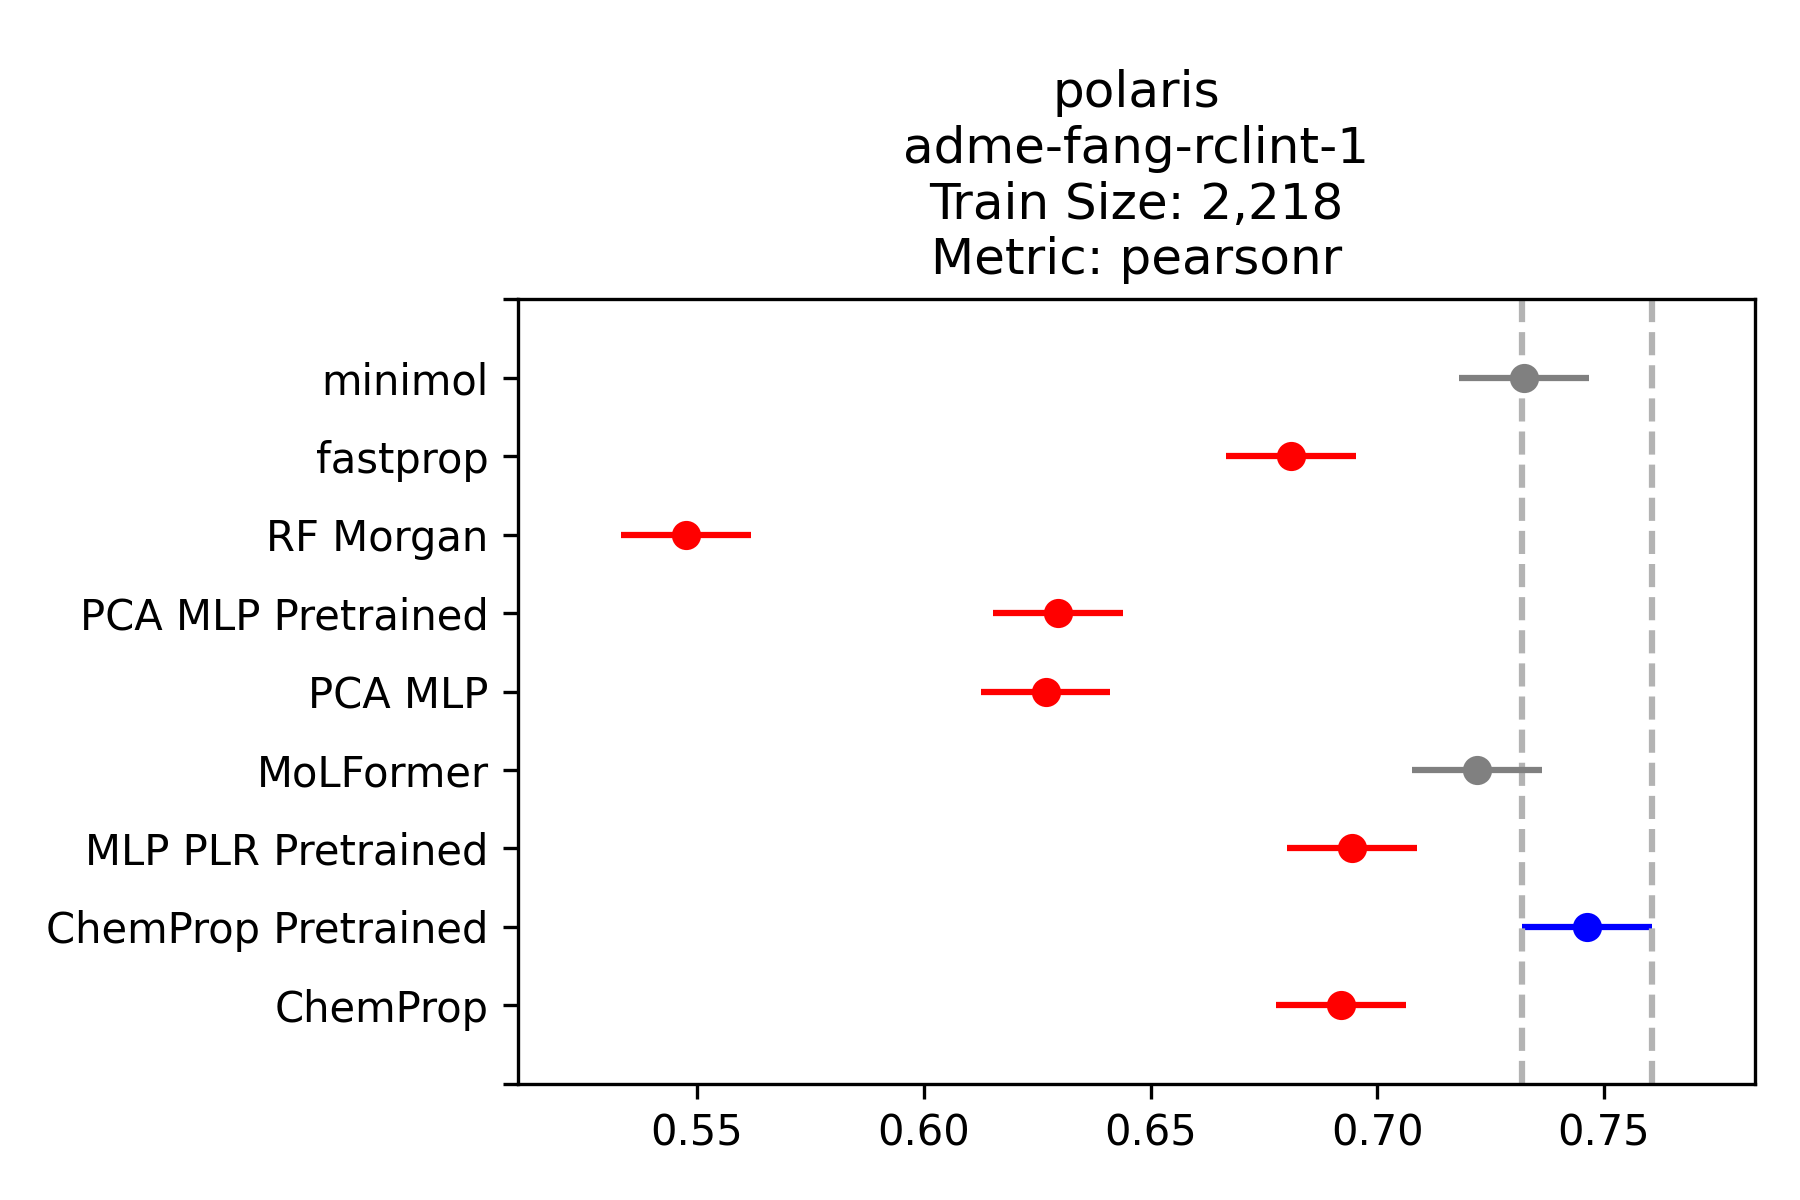 polaris
adme-fang-rclint-1
Train Size: 2,218
Metric: pearsonr
minimol
fastprop
RF Morgan
PCA MLP Pretrained
PCA MLP
MoLFormer
MLP PLR Pretrained
ChemProp Pretrained
ChemProp
0.55 0.60 0.65 0.70 0.75